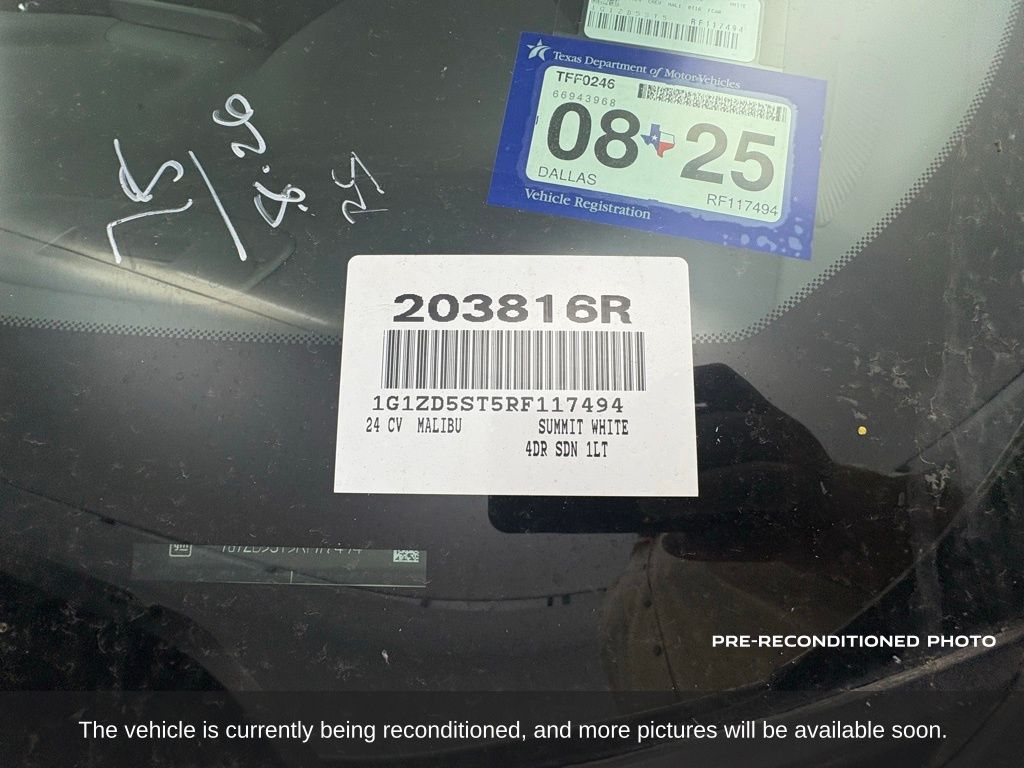 RF117494
Texas Department of Motor Vehicles
TFF0246
66943968
08 25
DALLAS
RF117494
Vehicle Registration
203816R
1G1ZD5ST5RF117494
24 CV MALIBU SUMMIT WHITE
4DR SDN 1LT
gm
PRE-RECONDITIONED PHOTO
The vehicle is currently being reconditioned, and more pictures will be available soon.